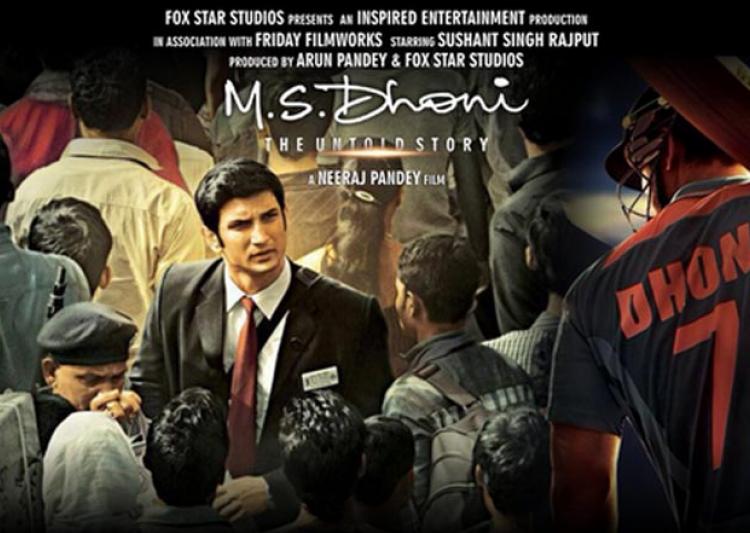 FOX STAR STUDIOS PRESENTS AN INSPIRED ENTERTAINMENT PRODUCTION
IN ASSOCIATION WITH FRIDAY FILMWORKS STARRING SUSHANT SINGH RAJPUT
PRODUCED BY ARUN PANDEY & FOX STAR STUDIOS
M.S.Dhoni
THE UNTOLD STORY
A NEERAJ PANDEY FILM
DHON
7